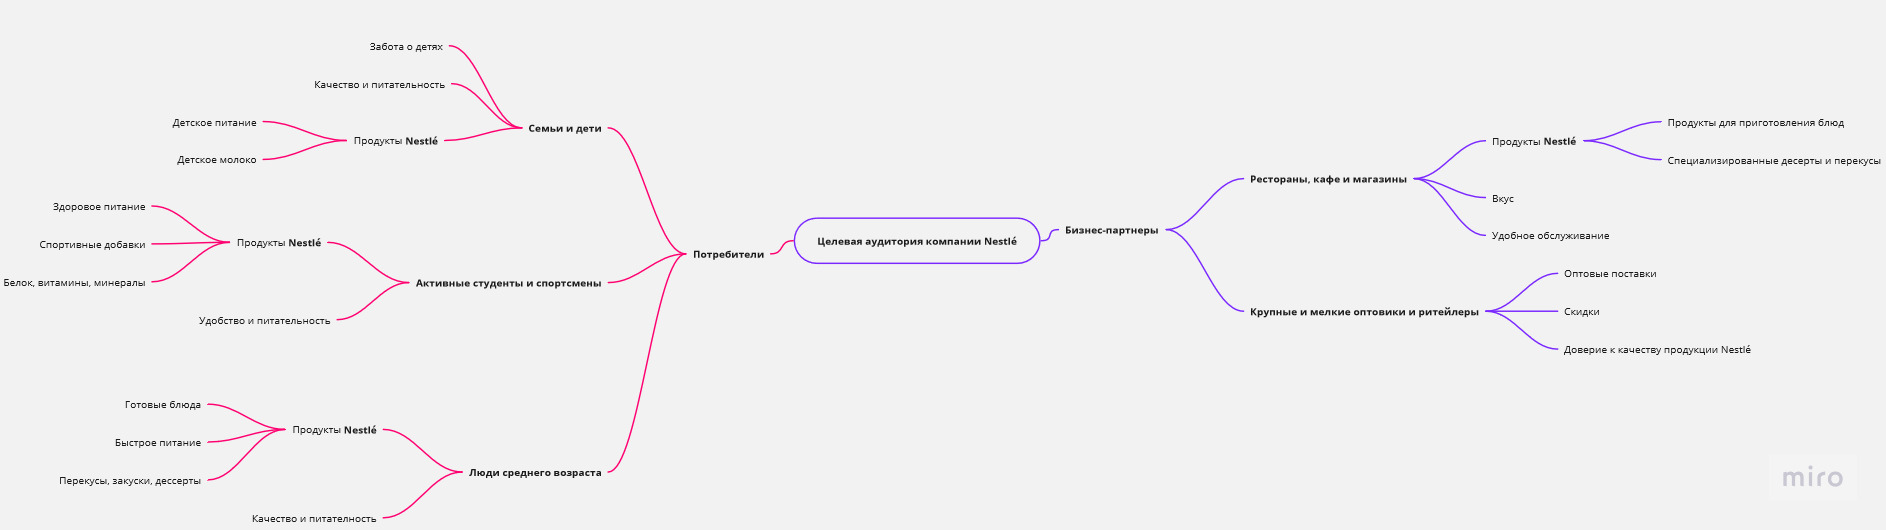 Целевая аудитория компании Nestlé
Потребители
Семьи и дети
Забота о детях
Качество и питательность
Продукты Nestlé
Детское питание
Детское молоко
Активные студенты и спортсмены
Продукты Nestlé
Здоровое питание
Спортивные добавки
Белок, витамины, минералы
Удобство и питательность
Люди среднего возраста
Продукты Nestlé
Готовые блюда
Быстрое питание
Перекусы, закуски, дессерты
Качество и питателность
Бизнес-партнеры
Рестораны, кафе и магазины
Продукты Nestlé
Продукты для приготовления блюд
Специализированные десерты и перекусы
Вкус
Удобное обслуживание
Крупные и мелкие оптовики и ритейлеры
Оптовые поставки
Скидки
Доверие к качеству продукции Nestlé
miro